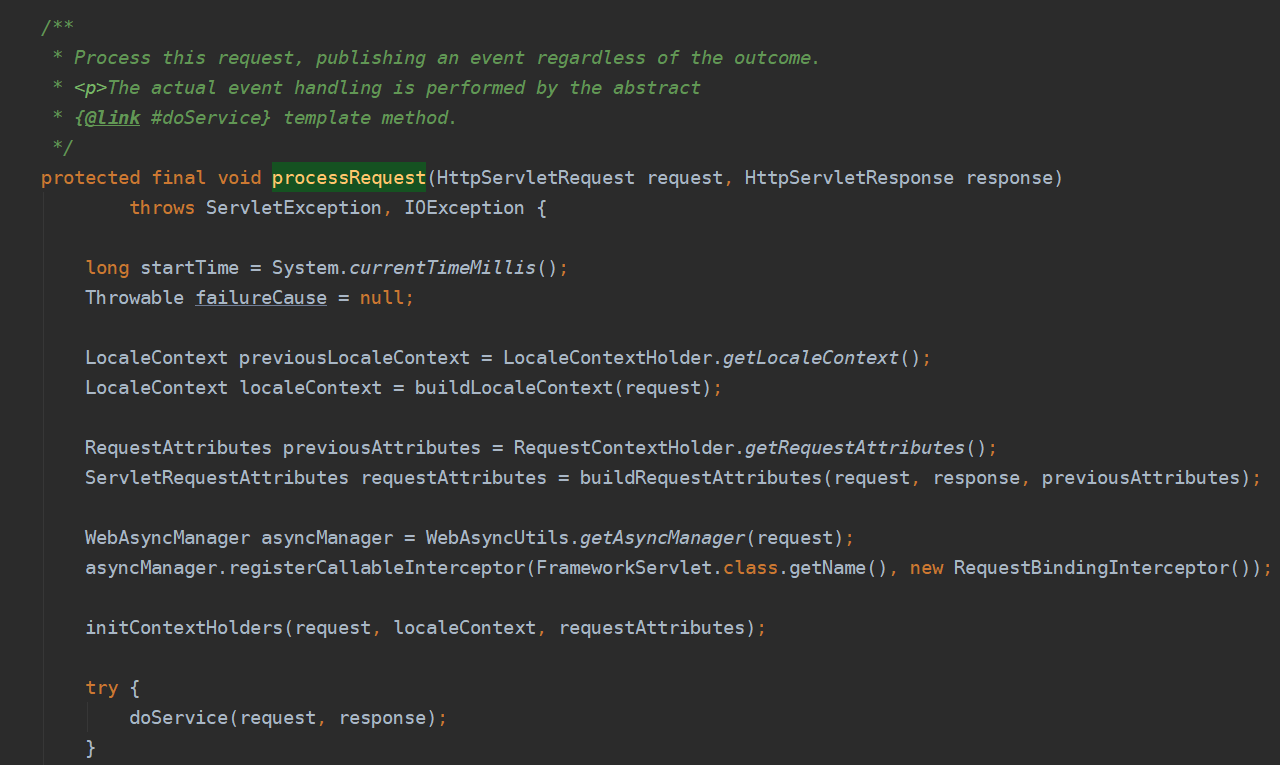 /**
 * Process this request, publishing an event regardless of the outcome.
 * <p>The actual event handling is performed by the abstract
 * {@link #doService} template method.
 */
protected final void processRequest(HttpServletRequest request, HttpServletResponse response)
        throws ServletException, IOException {
    long startTime = System.currentTimeMillis();
    Throwable failureCause = null;
    LocaleContext previousLocaleContext = LocaleContextHolder.getLocaleContext();
    LocaleContext localeContext = buildLocaleContext(request);
    RequestAttributes previousAttributes = RequestContextHolder.getRequestAttributes();
    ServletRequestAttributes requestAttributes = buildRequestAttributes(request, response, previousAttributes);
    WebAsyncManager asyncManager = WebAsyncUtils.getAsyncManager(request);
    asyncManager.registerCallableInterceptor(FrameworkServlet.class.getName(), new RequestBindingInterceptor());
    initContextHolders(request, localeContext, requestAttributes);
    try {
        doService(request, response);
    }